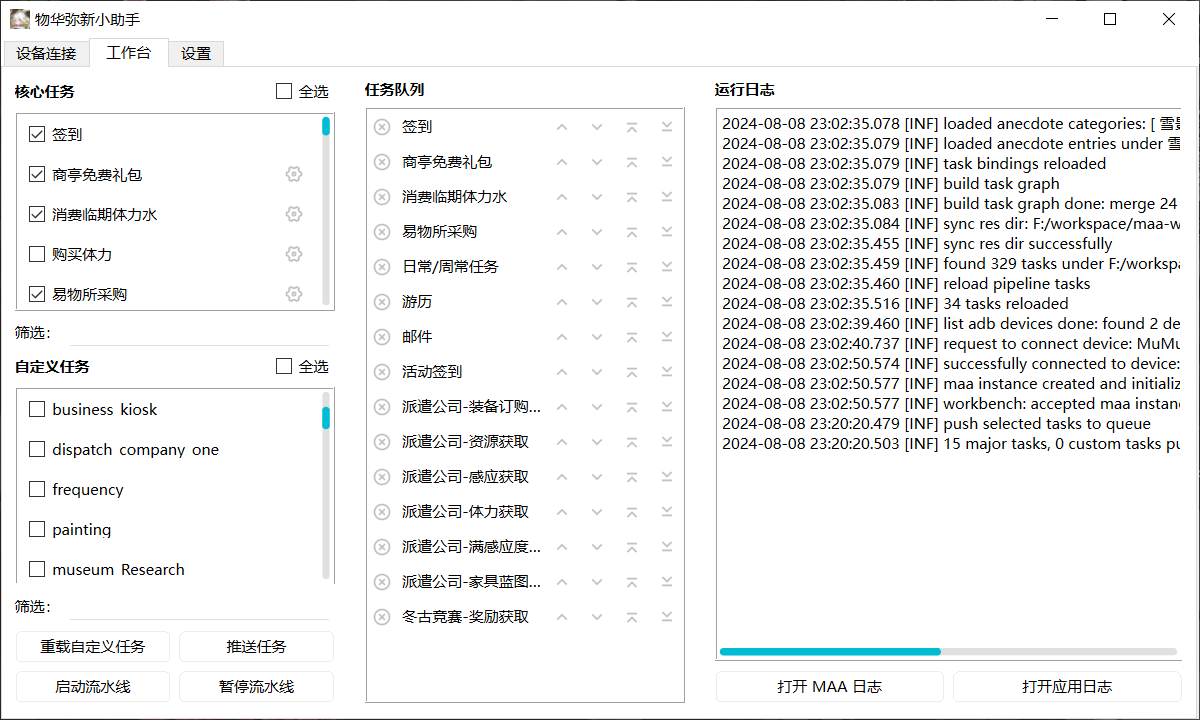 物华弥新小助手
设备连接 工作台 设置
核心任务 全选
签到
商亭免费礼包
消费临期体力水
购买体力
易物所采购
筛选：
自定义任务 全选
business kiosk
dispatch company one
frequency
painting
museum Research
筛选：
重载自定义任务 推送任务
启动流水线 暂停流水线
任务队列
签到
商亭免费礼包
消费临期体力水
易物所采购
日常/周常任务
游历
邮件
活动签到
派遣公司-装备订购...
派遣公司-资源获取
派遣公司-感应获取
派遣公司-体力获取
派遣公司-满感应度...
派遣公司-家具蓝图...
冬古竞赛-奖励获取
运行日志
2024-08-08 23:02:35.078 [INF] loaded anecdote categories: [ 雪
2024-08-08 23:02:35.079 [INF] loaded anecdote entries under 雪
2024-08-08 23:02:35.079 [INF] task bindings reloaded
2024-08-08 23:02:35.079 [INF] build task graph
2024-08-08 23:02:35.083 [INF] build task graph done: merge 24
2024-08-08 23:02:35.084 [INF] sync res dir: F:/workspace/maa-w
2024-08-08 23:02:35.455 [INF] sync res dir successfully
2024-08-08 23:02:35.459 [INF] found 329 tasks under F:/workspa
2024-08-08 23:02:35.460 [INF] reload pipeline tasks
2024-08-08 23:02:35.516 [INF] 34 tasks reloaded
2024-08-08 23:02:39.460 [INF] list adb devices done: found 2 de
2024-08-08 23:02:40.737 [INF] request to connect device: MuMu
2024-08-08 23:02:50.574 [INF] successfully connected to device:
2024-08-08 23:02:50.577 [INF] maa instance created and initializ
2024-08-08 23:02:50.577 [INF] workbench: accepted maa instan
2024-08-08 23:20:20.479 [INF] push selected tasks to queue
2024-08-08 23:20:20.503 [INF] 15 major tasks, 0 custom tasks pu
打开 MAA 日志 打开应用日志